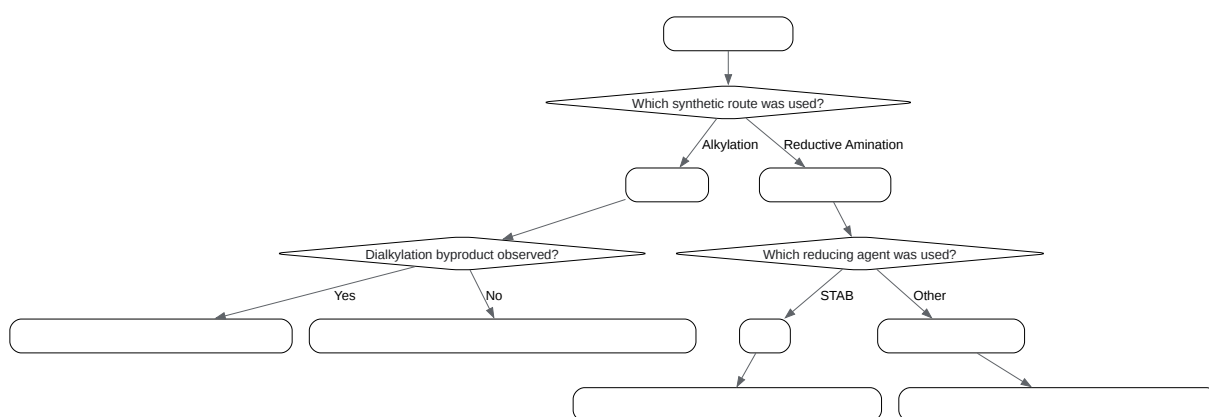 Which synthetic route was used?
Alkylation
Reductive Amination
Dialkylation byproduct observed?
Which reducing agent was used?
Yes
No
STAB
Other